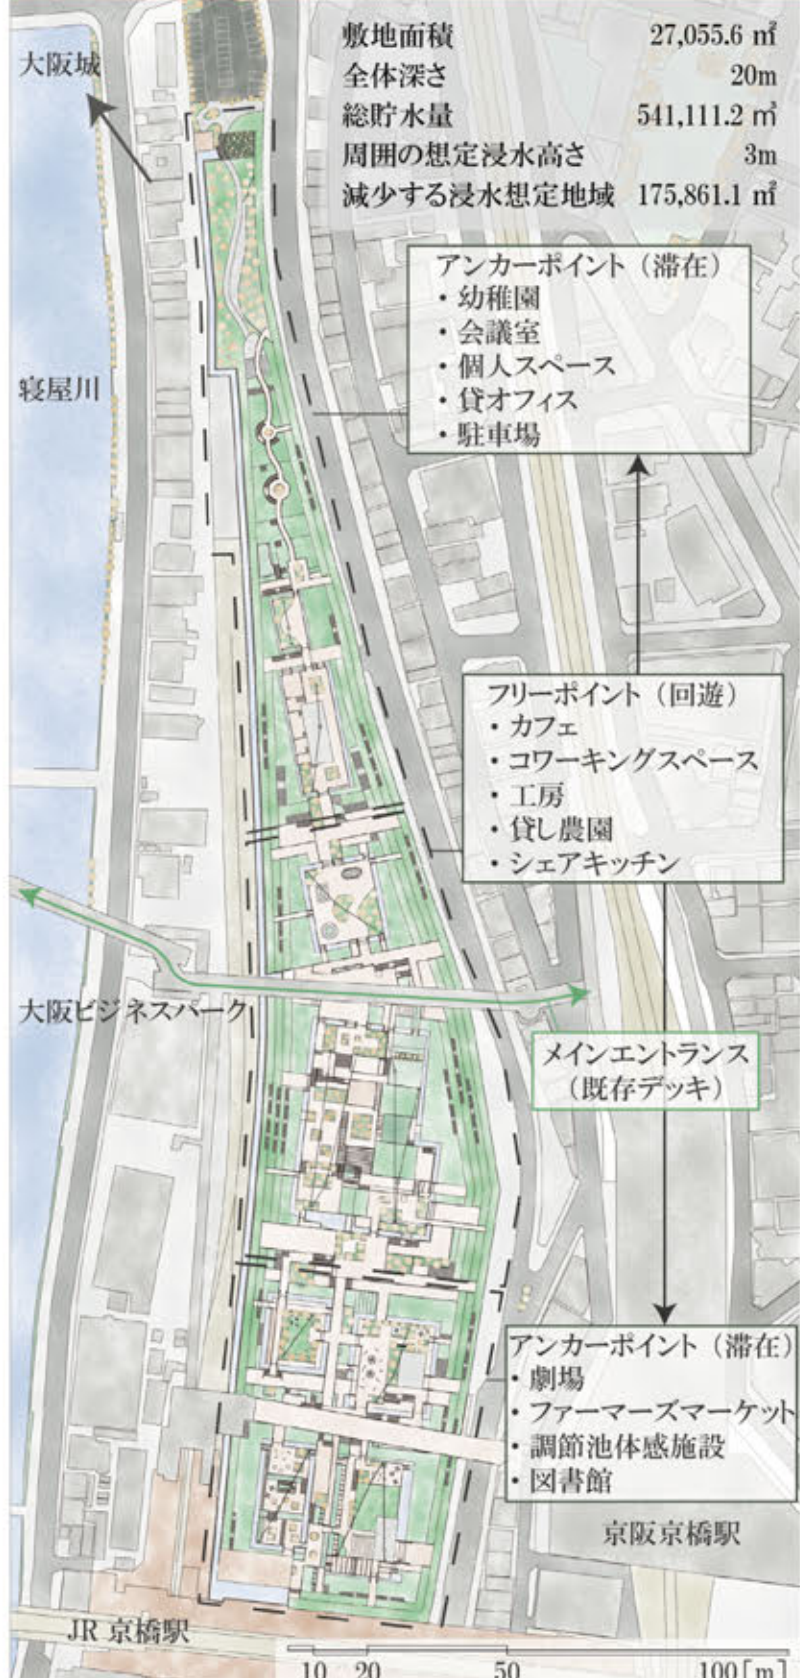 敷地面積 27,055.6 ㎡
全体深さ 20m
総貯水量 541,111.2 ㎥
周囲の想定浸水高さ 3m
減少する浸水想定地域 175,861.1 ㎡
大阪城
アンカーポイント（滞在）
・幼稚園
・会議室
・個人スペース
・貸オフィス
・駐車場
寝屋川
フリーポイント（回遊）
・カフェ
・コワーキングスペース
・工房
・貸し農園
・シェアキッチン
大阪ビジネスパーク
メインエントランス
（既存デッキ）
アンカーポイント（滞在）
・劇場
・ファーマーズマーケット
・調節池体感施設
・図書館
京阪京橋駅
JR 京橋駅
10 20 50 100［m］